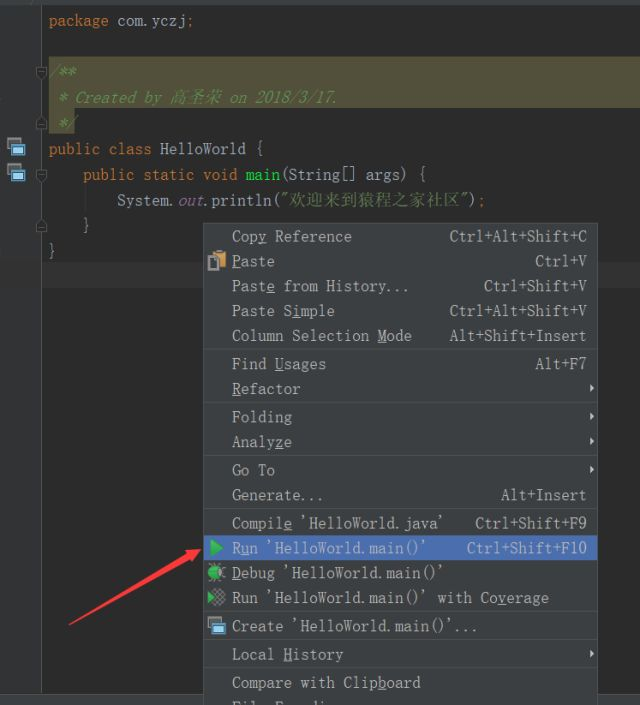 package com.yczj;
/**
* Created by 高圣荣 on 2018/3/17.
*/
public class HelloWorld {
public static void main(String[] args) {
System.out.println("欢迎来到猿程之家社区");
}
}
Copy Reference Ctrl+Alt+Shift+C
Paste Ctrl+V
Paste from History... Ctrl+Shift+V
Paste Simple Ctrl+Alt+Shift+V
Column Selection Mode Alt+Shift+Insert
Find Usages Alt+F7
Refactor
Folding
Analyze
Go To
Generate... Alt+Insert
Compile 'HelloWorld.java' Ctrl+Shift+F9
Run 'HelloWorld.main()' Ctrl+Shift+F10
Debug 'HelloWorld.main()'
Run 'HelloWorld.main()' with Coverage
Create 'HelloWorld.main()'...
Local History
Compare with Clipboard